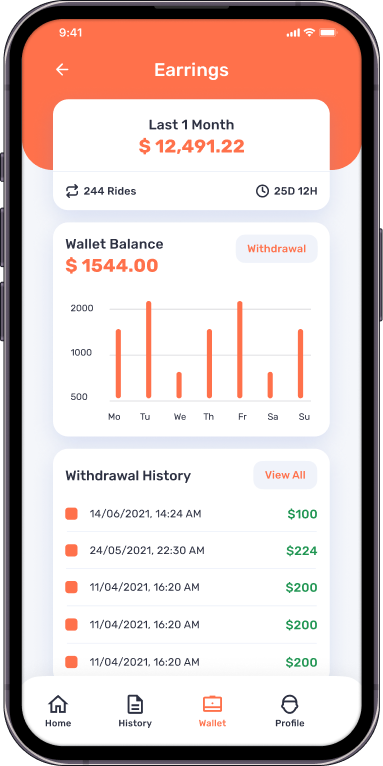 9:41
Earrings
Last 1 Month
$ 12,491.22
244 Rides 25D 12H
Wallet Balance
Withdrawal
$ 1544.00
2000
1000
500
Mo Tu We Th Fr Sa Su
Withdrawal History View All
14/06/2021, 14:24 AM $100
24/05/2021, 22:30 AM $224
11/04/2021, 16:20 AM $200
11/04/2021, 16:20 AM $200
11/04/2021, 16:20 AM $200
Home History Wallet Profile